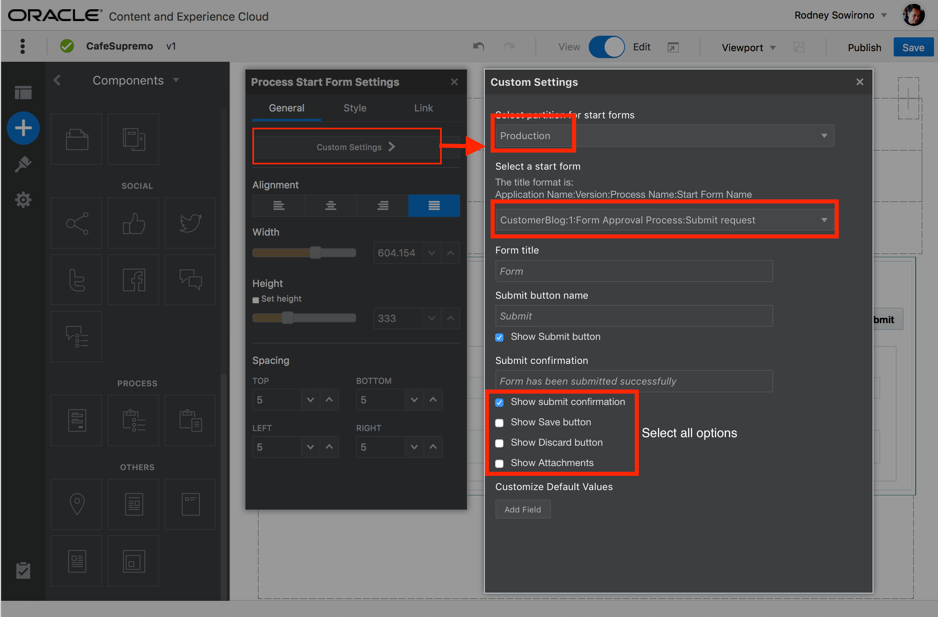 ORACLE® Content and Experience Cloud
Rodney Sowirono
CafeSupremo v1
View
Edit
Viewport
Publish
Save
Components
SOCIAL
PROCESS
OTHERS
Process Start Form Settings
General
Style
Link
Custom Settings
Alignment
Width
604.154
Height
Set height
333
Spacing
TOP
BOTTOM
5
5
LEFT
RIGHT
5
5
Custom Settings
Select partition for start forms
Production
Select a start form
The title format is:
Application Name:Version:Process Name:Start Form Name
CustomerBlog:1:Form Approval Process:Submit request
Form title
Form
Submit button name
Submit
Show Submit button
Submit confirmation
Form has been submitted successfully
Show submit confirmation
Show Save button
Show Discard button
Show Attachments
Select all options
Customize Default Values
Add Field
bmit